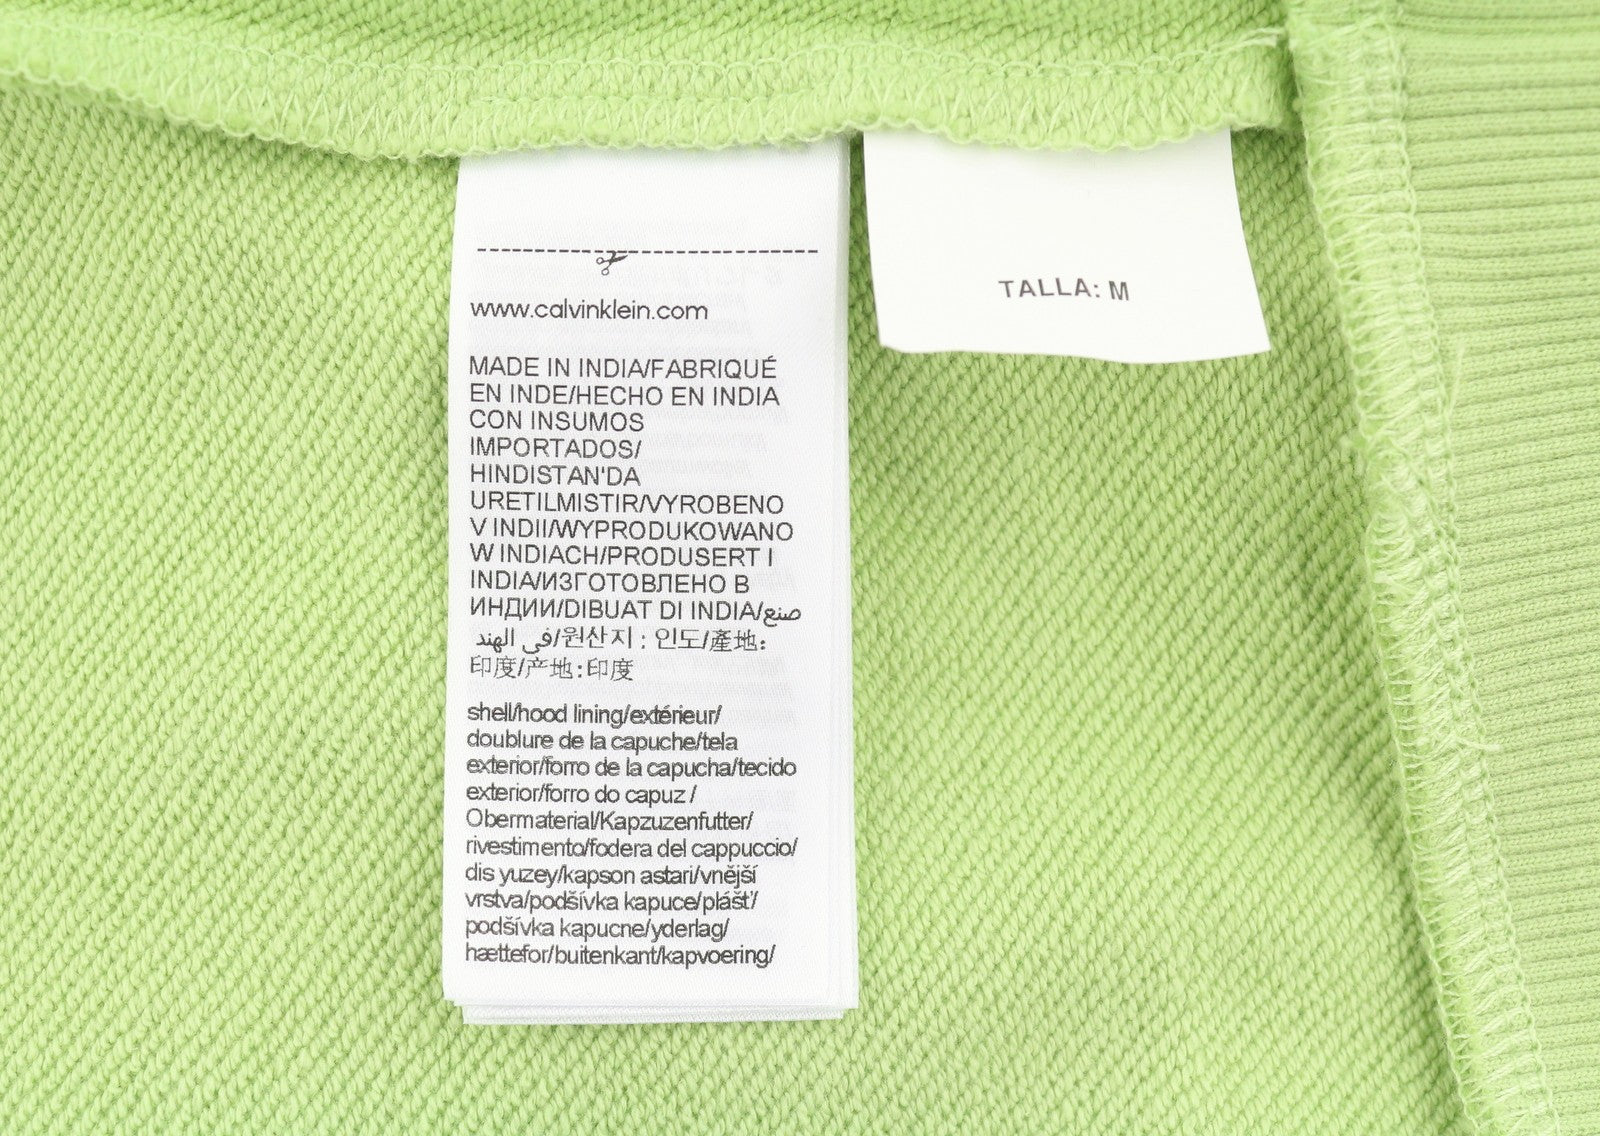 www.calvinklein.com
MADE IN INDIA/FABRIQUÉ
EN INDE/HECHO EN INDIA
CON INSUMOS
IMPORTADOS/
HINDISTAN'DA
URETILMISTIR/VYROBENO
V INDII/WYPRODUKOWANO
W INDIACH/PRODUSERT I
INDIA/ИЗГОТОВЛЕНО В
ИНДИИ/DIBUAT DI INDIA/صنع
في الهند/원산지 : 인도/產地:
印度/产地:印度
shell/hood lining/extérieur/
doublure de la capuche/tela
exterior/forro de la capucha/tecido
exterior/forro do capuz /
Obermaterial/Kapzuzenfutter/
rivestimento/fodera del cappuccio/
dis yuzey/kapson astari/vnější
vrstva/podšívka kapuce/plášť/
podšívka kapucne/yderlag/
hættefor/buitenkant/kapvoering/
TALLA: M